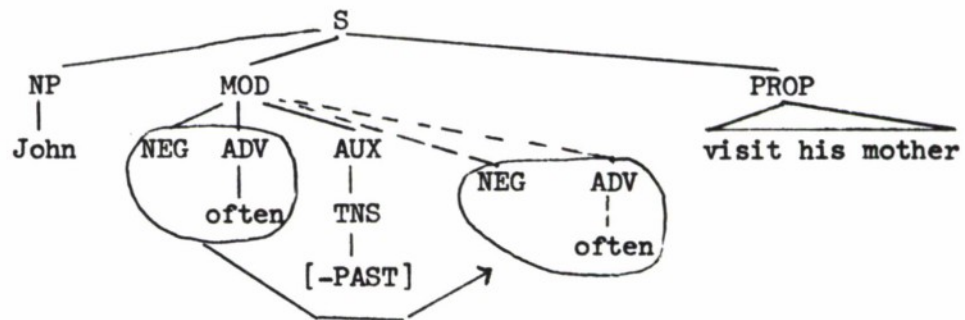 S
NP MOD PROP
John NEG ADV AUX visit his mother
NEG ADV
often TNS
often
[-PAST]